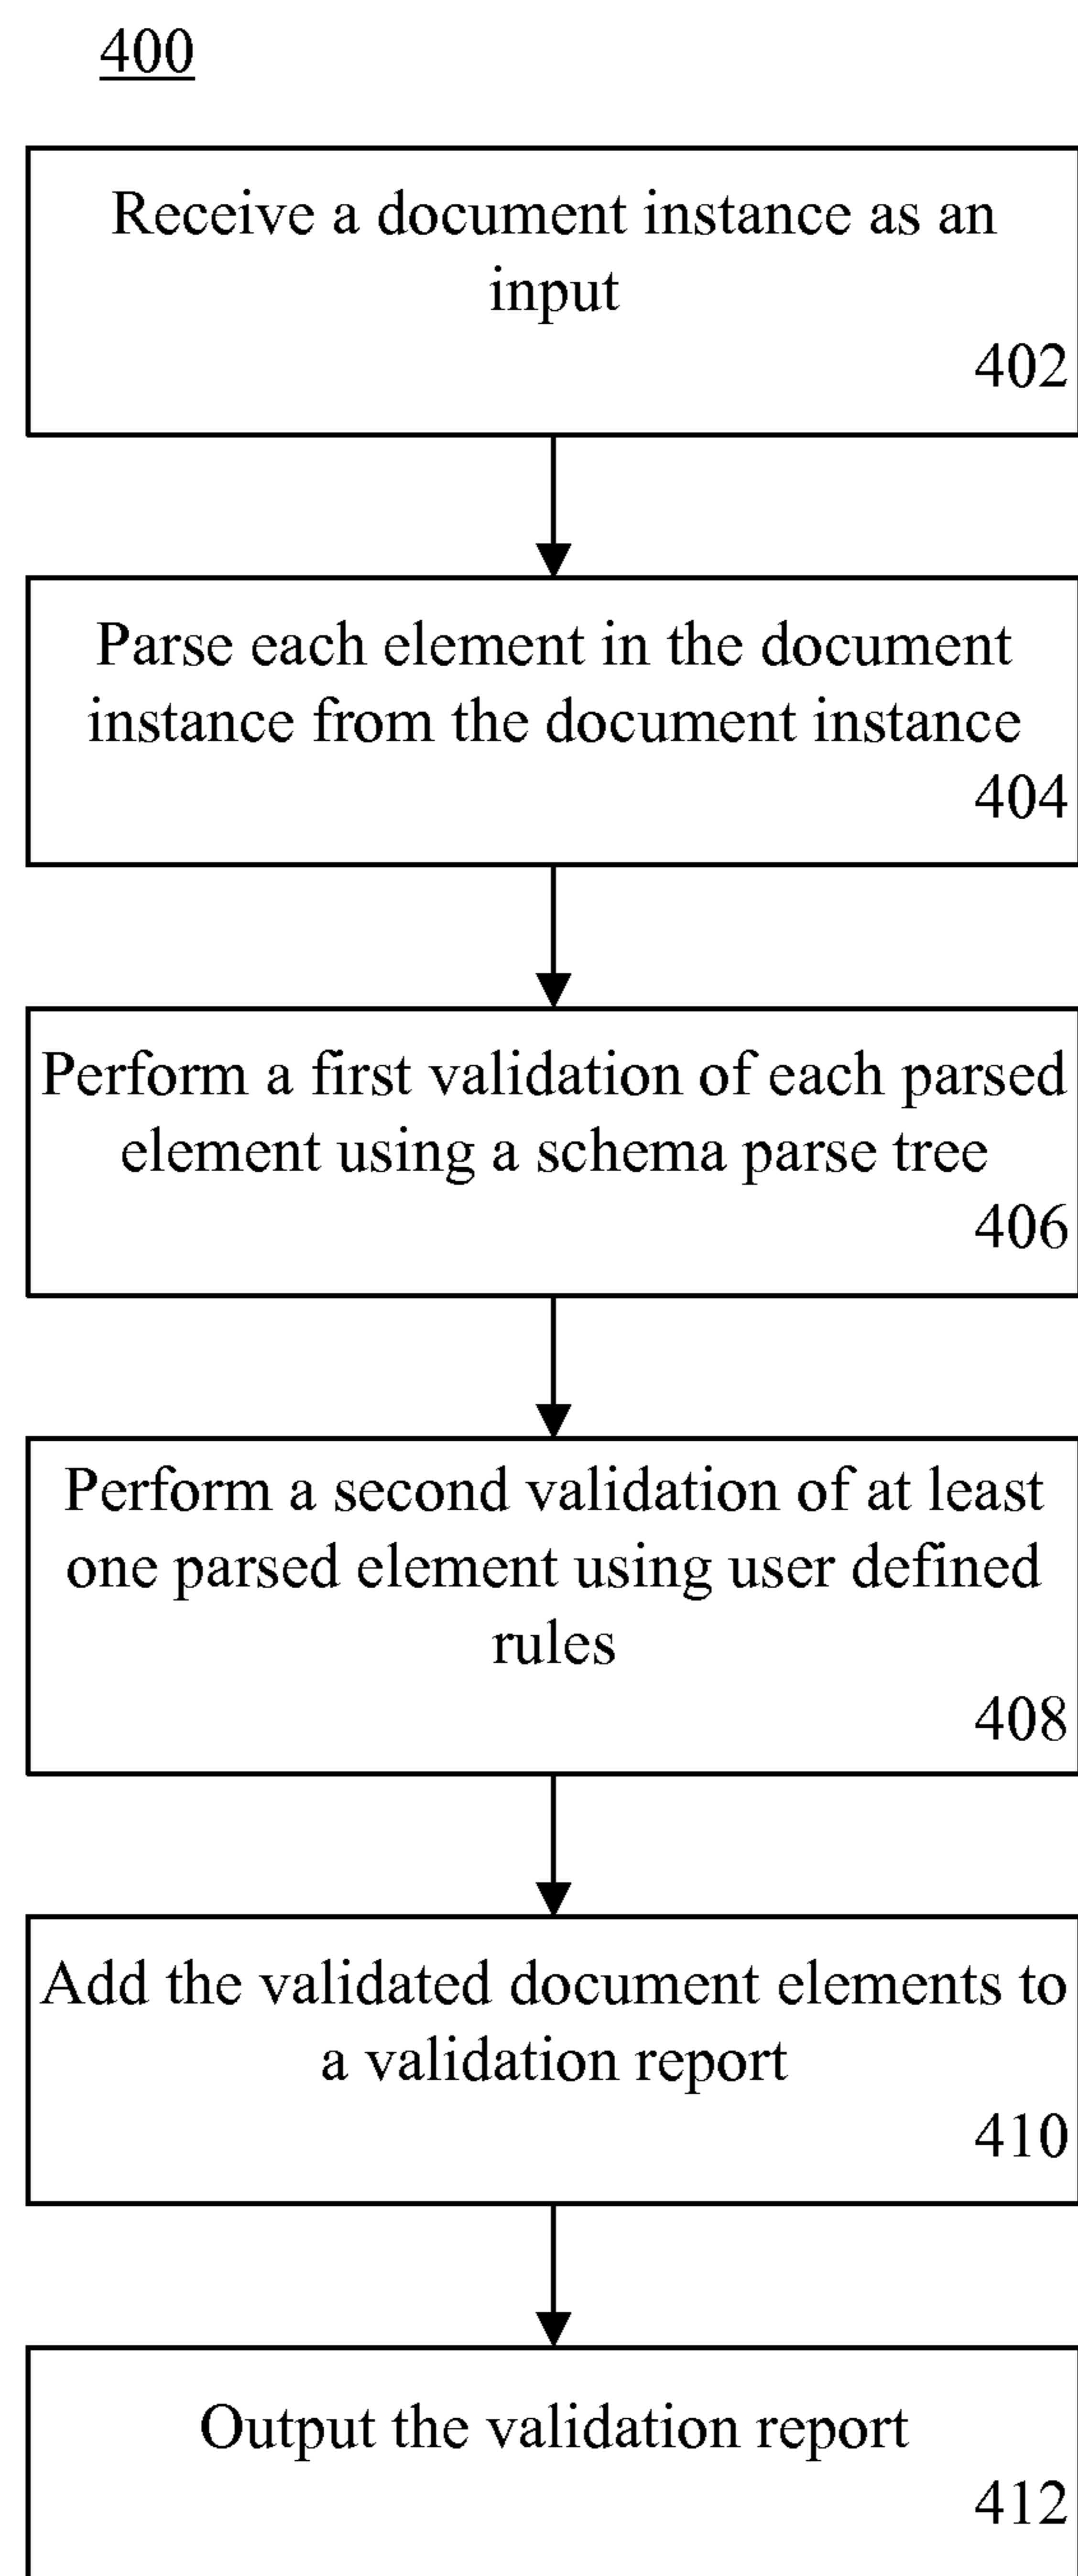 400
Receive a document instance as an
input
402
Parse each element in the document
instance from the document instance
404
Perform a first validation of each parsed
element using a schema parse tree
406
Perform a second validation of at least
one parsed element using user defined
rules
408
Add the validated document elements to
a validation report
410
Output the validation report
412